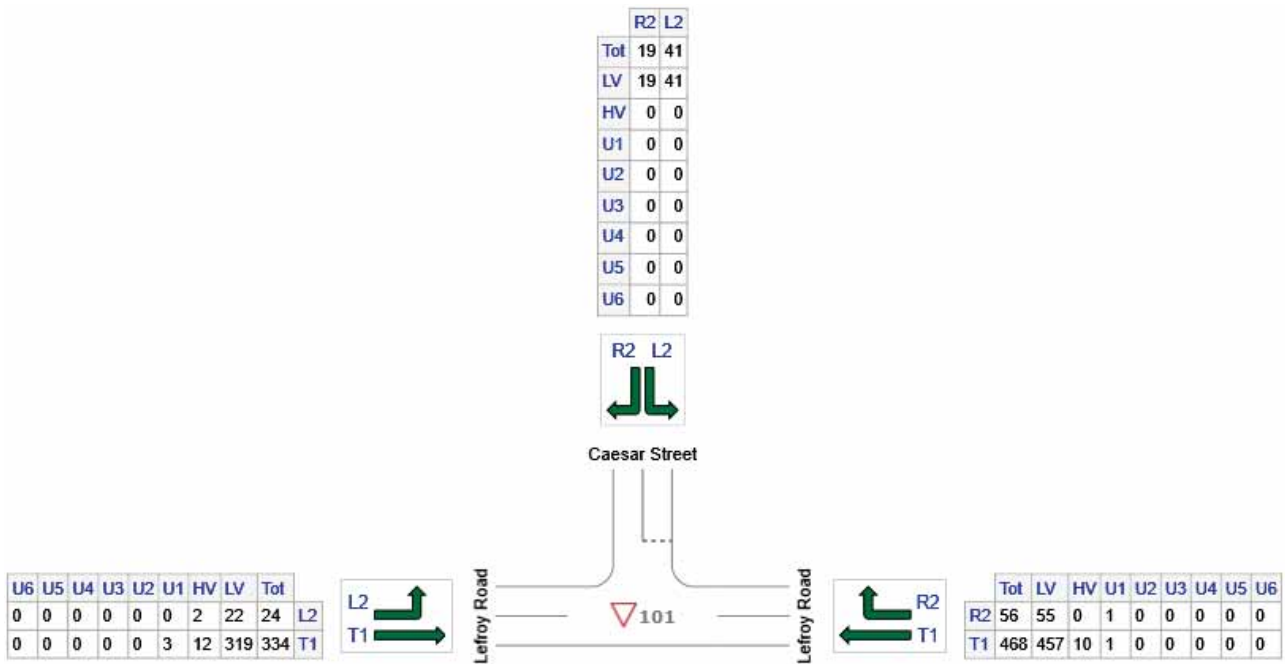 R2 L2
Tot 19 41
LV 19 41
HV 0 0
U1 0 0
U2 0 0
U3 0 0
U4 0 0
U5 0 0
U6 0 0
R2 L2
Caesar Street
U6 U5 U4 U3 U2 U1 HV LV Tot
0 0 0 0 0 0 2 22 24 L2
0 0 0 0 0 3 12 319 334 T1
L2
T1
Lefroy Road
101
Lefroy Road
R2
T1
Tot LV HV U1 U2 U3 U4 U5 U6
R2 56 55 0 1 0 0 0 0 0
T1 468 457 10 1 0 0 0 0 0